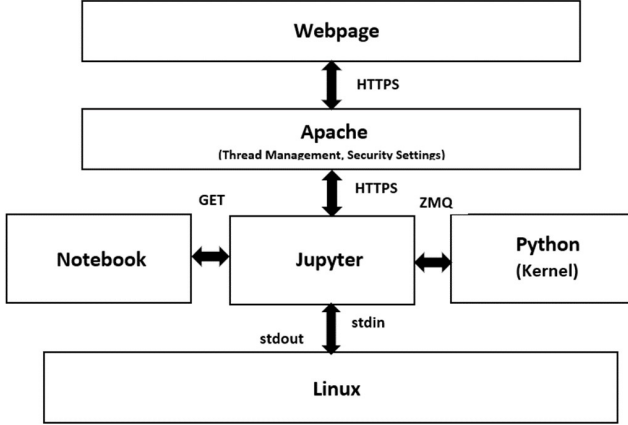 Webpage
HTTPS
Apache
(Thread Management, Security Settings)
HTTPS
GET
ZMQ
Notebook
Jupyter
Python
(Kernel)
stdin
stdout
Linux